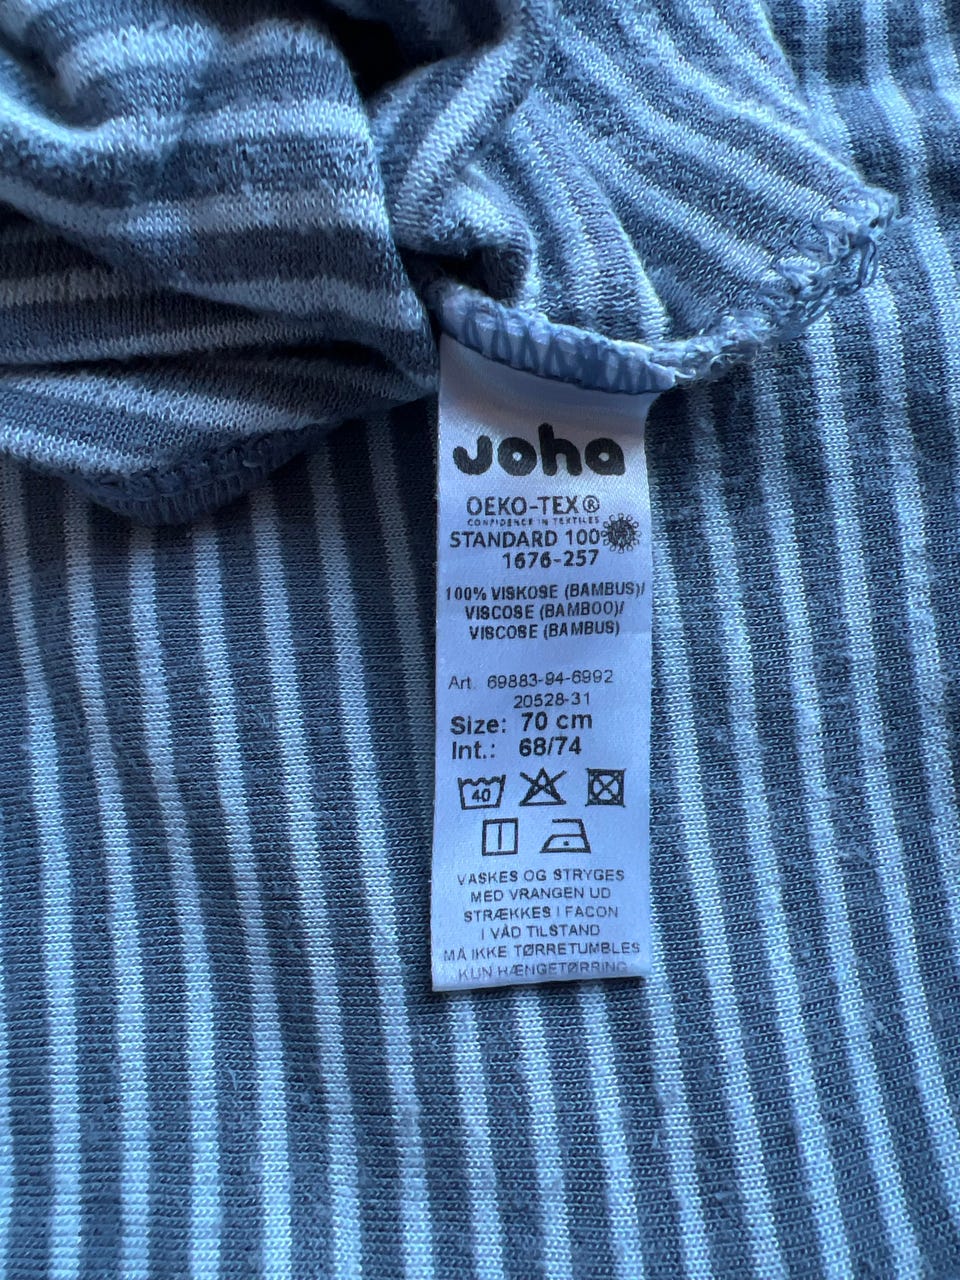 Joha
OEKO-TEX®
CONFIDENCE IN TEXTILES
STANDARD 100
1676-257
100% VISKOSE (BAMBUS)/
VISCOSE (BAMBOO)/
VISCOSE (BAMBUS)
Art. 69883-94-6992
20528-31
Size: 70 cm
Int.: 68/74
40
VASKES OG STRYGES
MED VRANGEN UD
STRÆKKES I FACON
I VÅD TILSTAND
MÅ IKKE TØRRETUMBLES
KUN HÆNGETØRRING